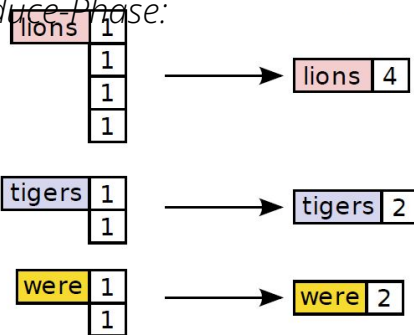 duce-Phase:
lions 1
1
1
1
lions 4
tigers 1
1
tigers 2
were 1
1
were 2